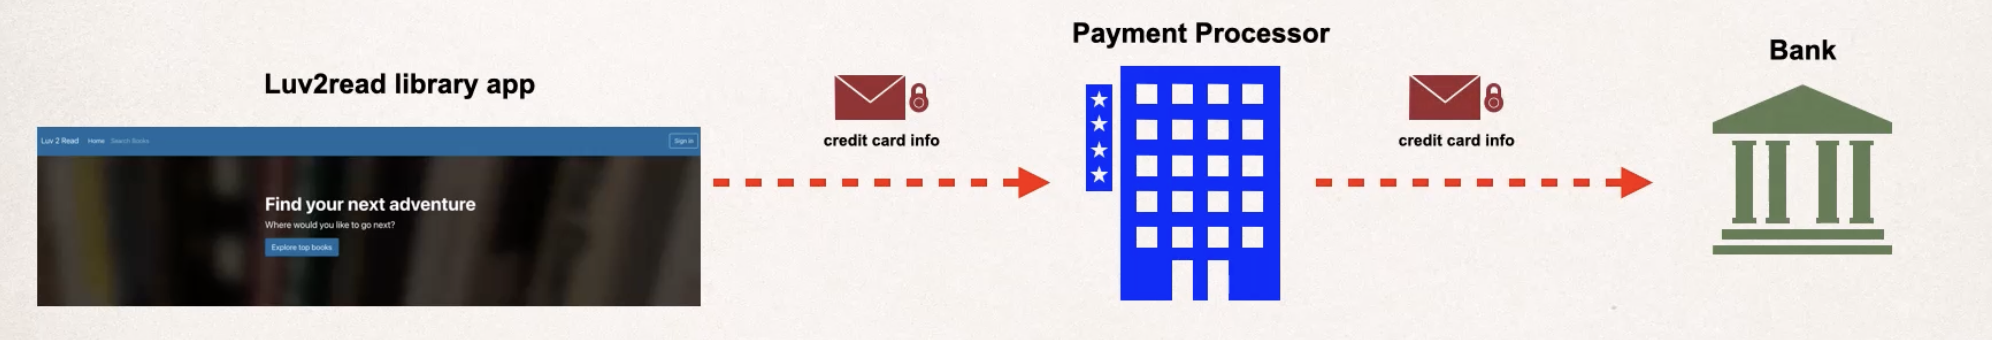 Luv2read library app
Luv 2 Read Home Search Books Sign in
Find your next adventure
Where would you like to go next?
Explore top books
credit card info
Payment Processor
credit card info
Bank